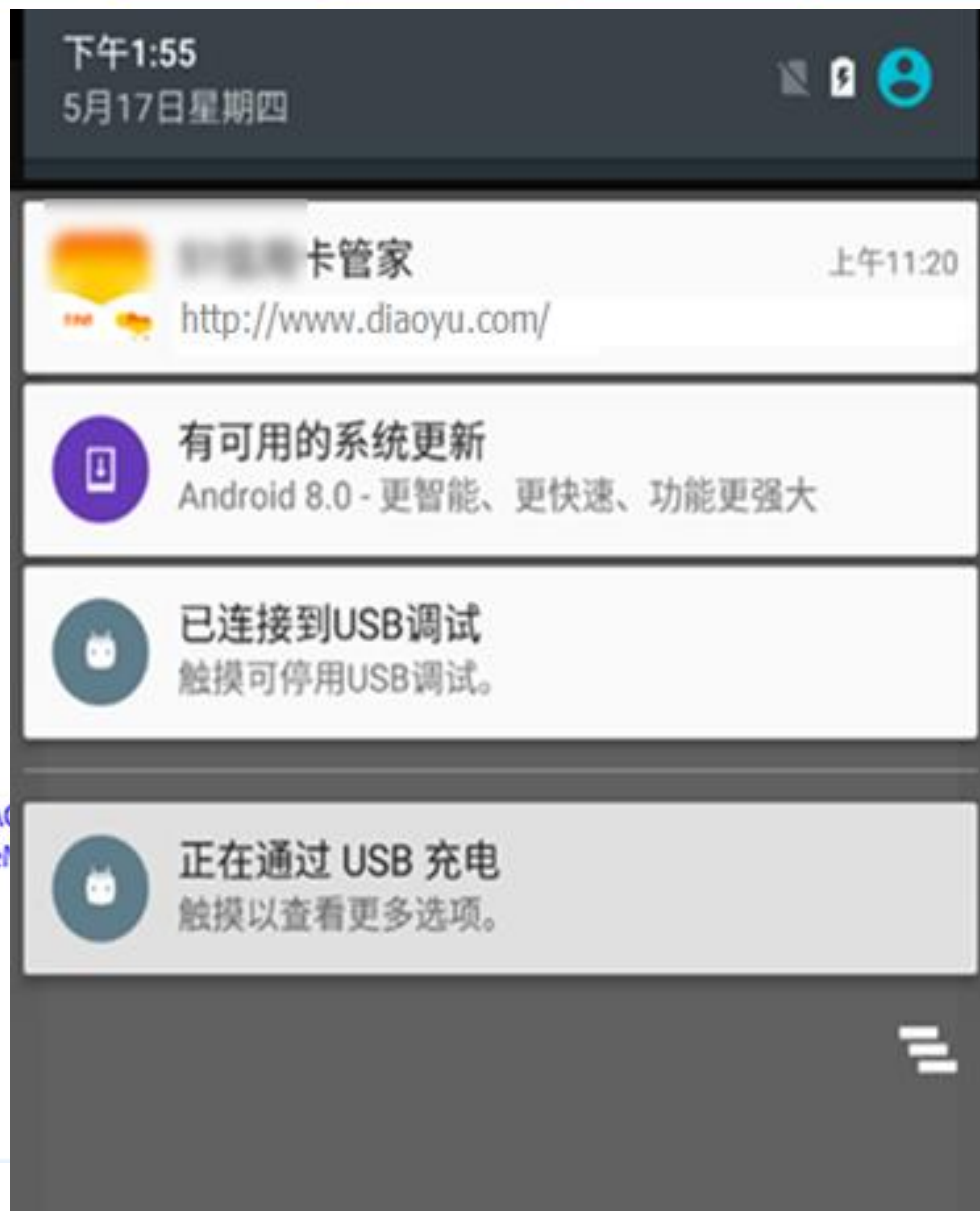 下午1:55
5月17日星期四
卡管家
上午11:20
http://www.diaoyu.com/
有可用的系统更新
Android 8.0 - 更智能、更快速、功能更强大
已连接到USB调试
触摸可停用USB调试。
正在通过 USB 充电
触摸以查看更多选项。